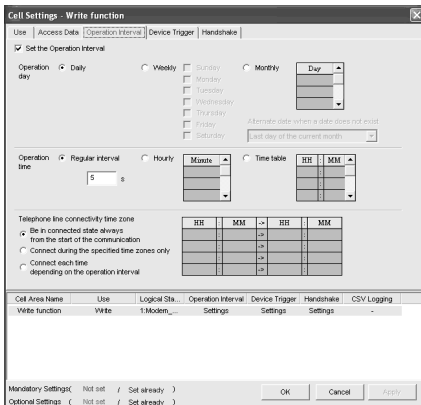 Cell Settings - Write function
Use Access Data Operation Interval Device Trigger Handshake
Set the Operation Interval
Operation day Daily Weekly Sunday Monthly Day
Monday
Tuesday
Wednesday
Thursday
Friday Alternate date when a date does not exist
Saturday Last day of the current month
Operation time Regular interval Hourly Minute Time table HH : MM
5 s
Telephone line connectivity time zone
HH : MM -> HH : MM
Be in connected state always
from the start of the communication
Connect during the specified time zones only
Connect each time
depending on the operation interval
Cell Area Name Use Logical Sta... Operation Interval Device Trigger Handshake CSV Logging
Write function Write 1:Modem_... Settings Settings Settings -
Mandatory Settings( Not set / Set already )
OK Cancel Apply
Optional Settings ( Not set / Set already )